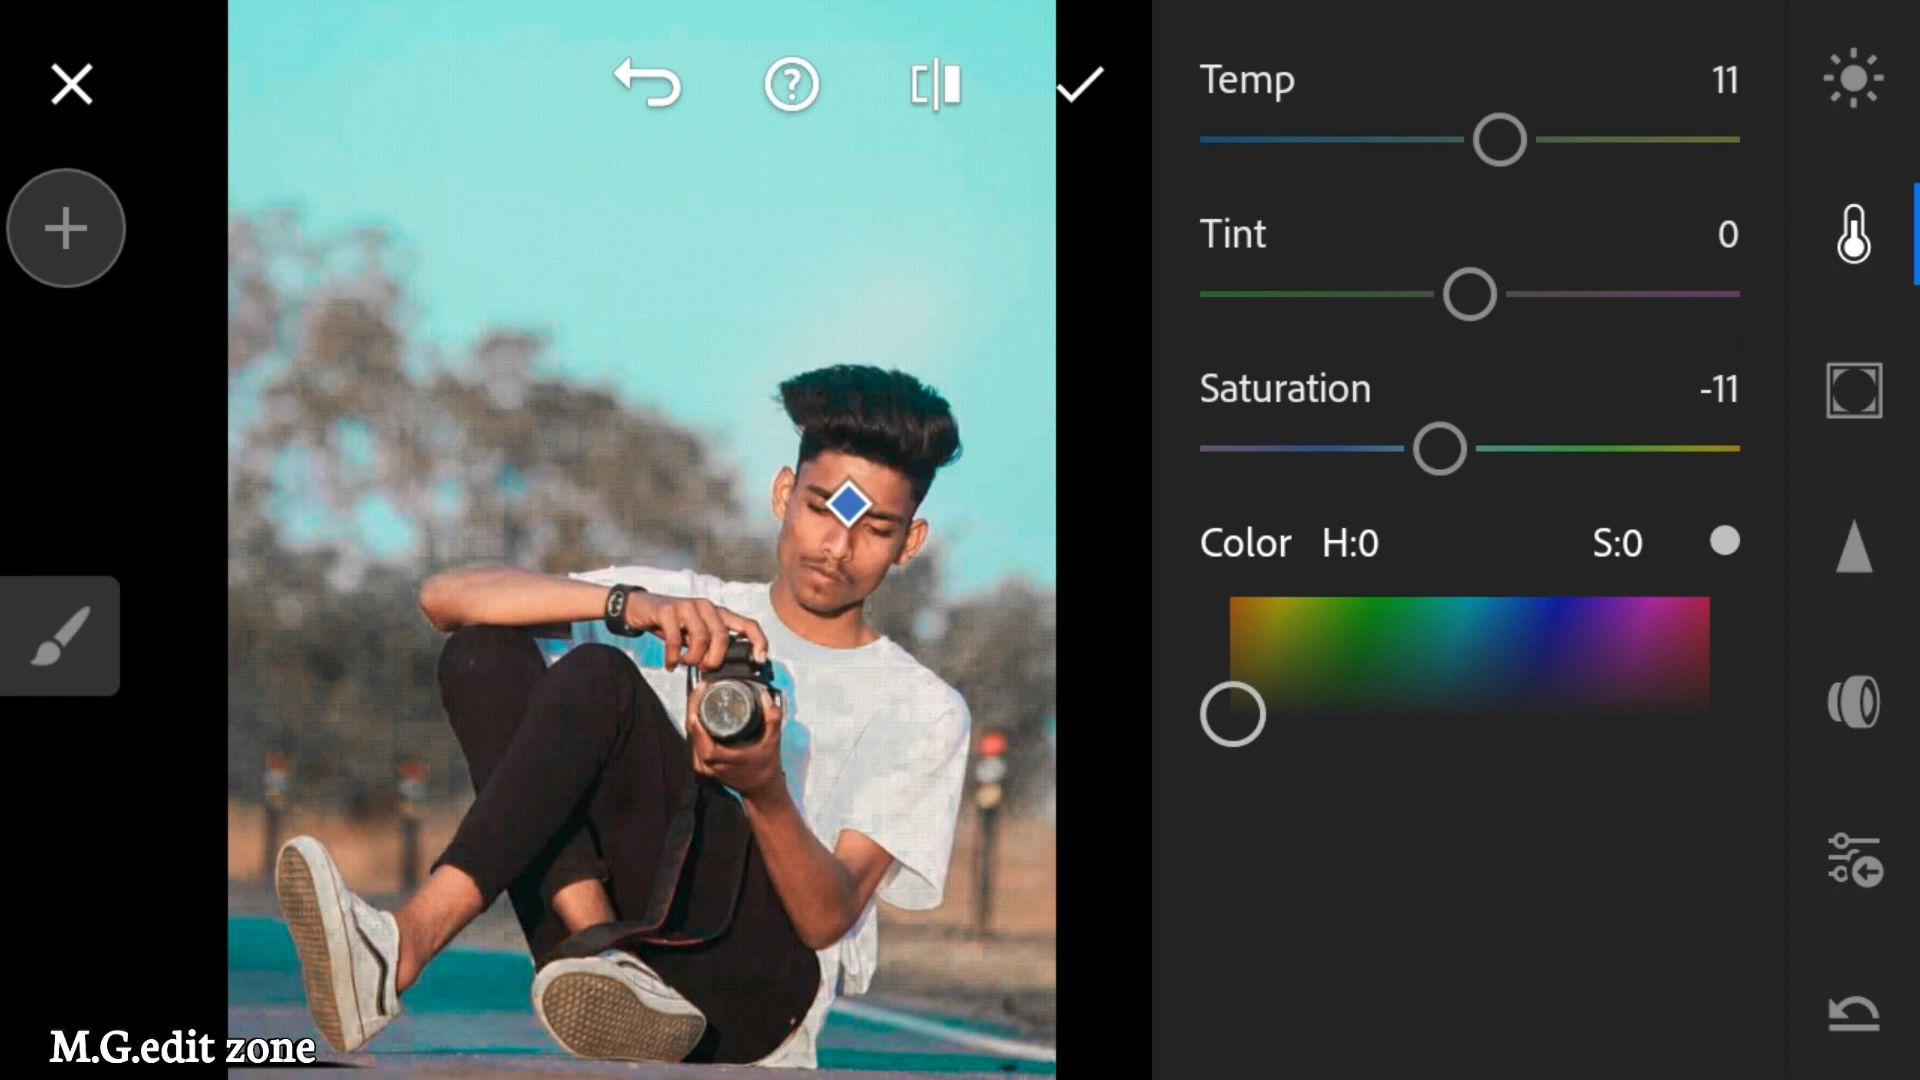 Temp 11
Tint 0
Saturation -11
Color H:0 S:0
M.G.edit zone